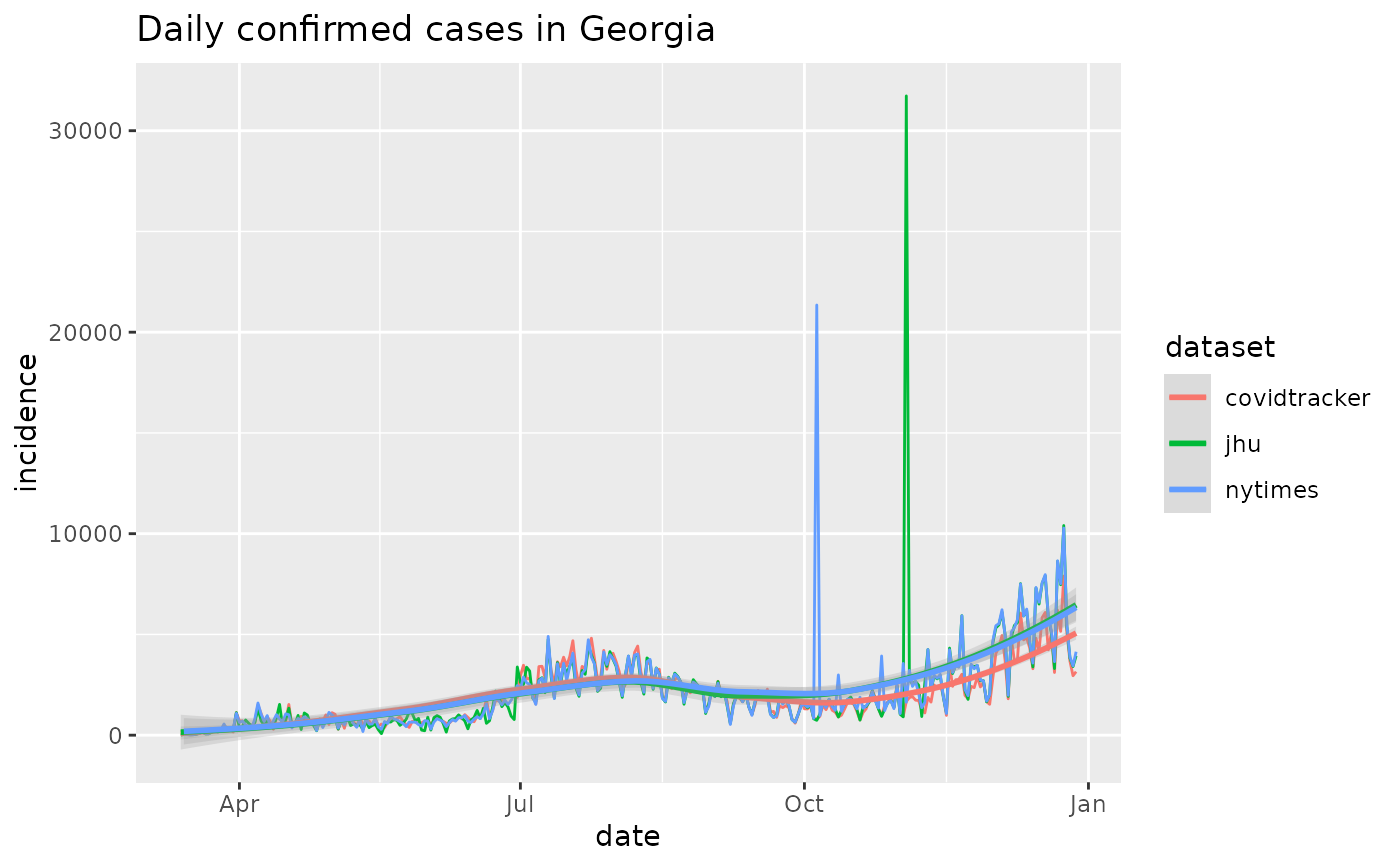 Daily confirmed cases in Georgia
30000
20000
10000
0
incidence
Apr
Jul
Oct
Jan
date
dataset
covidtracker
jhu
nytimes